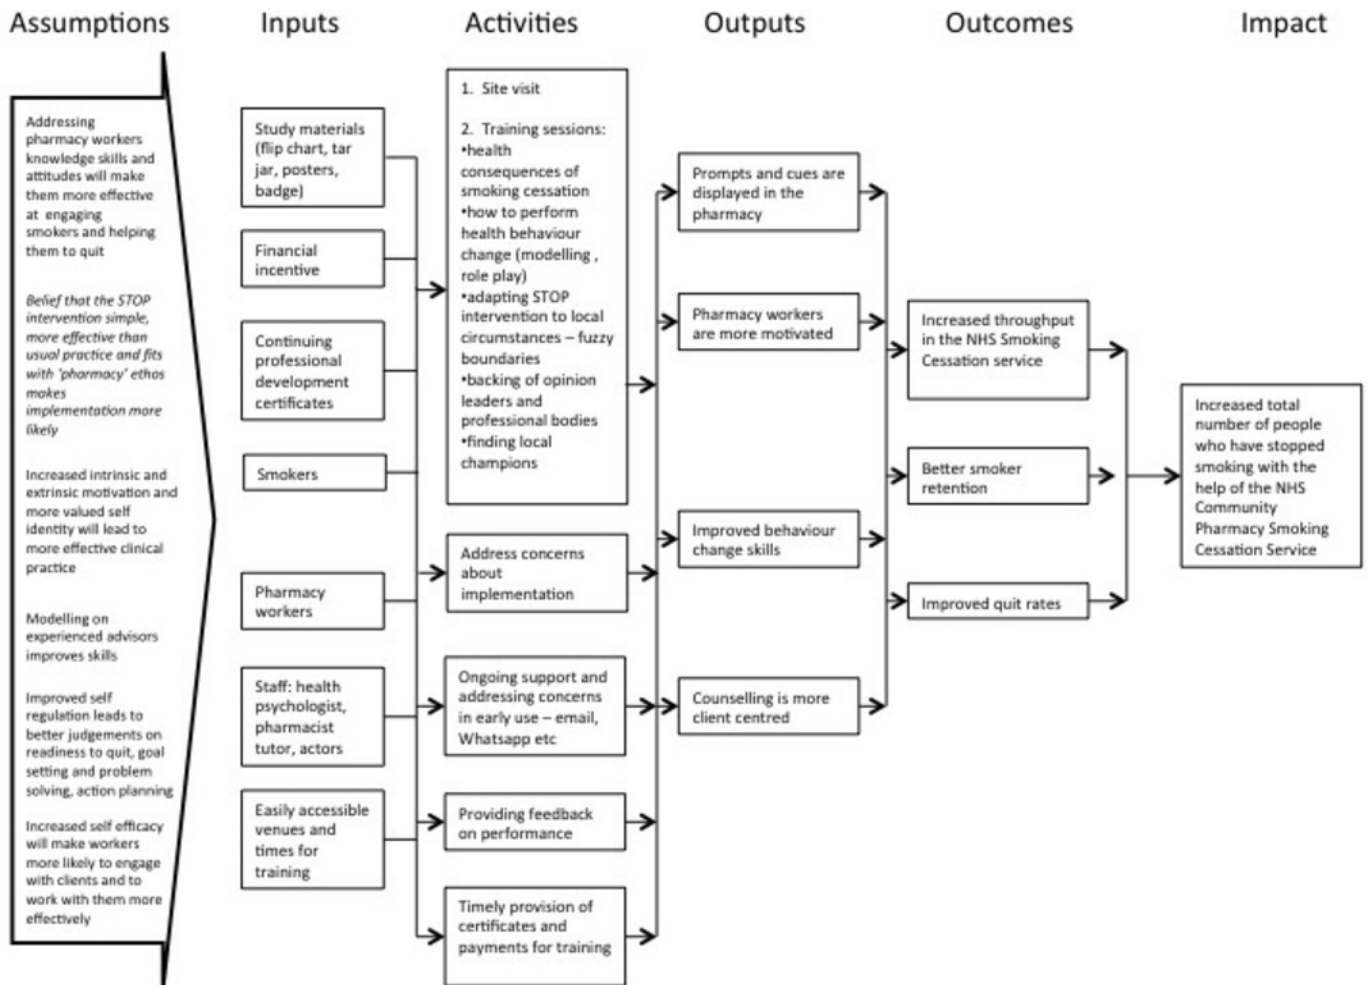 Assumptions
Inputs
Activities
Outputs
Outcomes
Impact
Addressing
pharmacy workers
knowledge skills and
attitudes will make
them more effective
at engaging
smokers and helping
them to quit
Belief that the STOP
intervention simple,
more effective than
usual practice and fits
with 'pharmacy' ethos
makes
implementation more
likely
Increased intrinsic and
extrinsic motivation and
more valued self
identity will lead to
more effective clinical
practice
Modelling on
experienced advisors
improves skills
Improved self
regulation leads to
better judgements on
readiness to quit, goal
setting and problem
solving, action planning
Increased self efficacy
will make workers
more likely to engage
with clients and to
work with them more
effectively
Study materials
(flip chart, tar
jar, posters,
badge)
Financial
incentive
Continuing
professional
development
certificates
Smokers
Pharmacy
workers
Staff: health
psychologist,
pharmacist
tutor, actors
Easily accessible
venues and
times for
training
1. Site visit
2. Training sessions:
•health
consequences of
smoking cessation
•how to perform
health behaviour
change (modelling ,
role play)
•adapting STOP
intervention to local
circumstances – fuzzy
boundaries
•backing of opinion
leaders and
professional bodies
•finding local
champions
Address concerns
about
implementation
Ongoing support and
addressing concerns
in early use – email,
Whatsapp etc
Providing feedback
on performance
Timely provision of
certificates and
payments for training
Prompts and cues are
displayed in the
pharmacy
Pharmacy workers
are more motivated
Improved behaviour
change skills
Counselling is more
client centred
Increased throughput
in the NHS Smoking
Cessation service
Better smoker
retention
Improved quit rates
Increased total
number of people
who have stopped
smoking with the
help of the NHS
Community
Pharmacy Smoking
Cessation Service